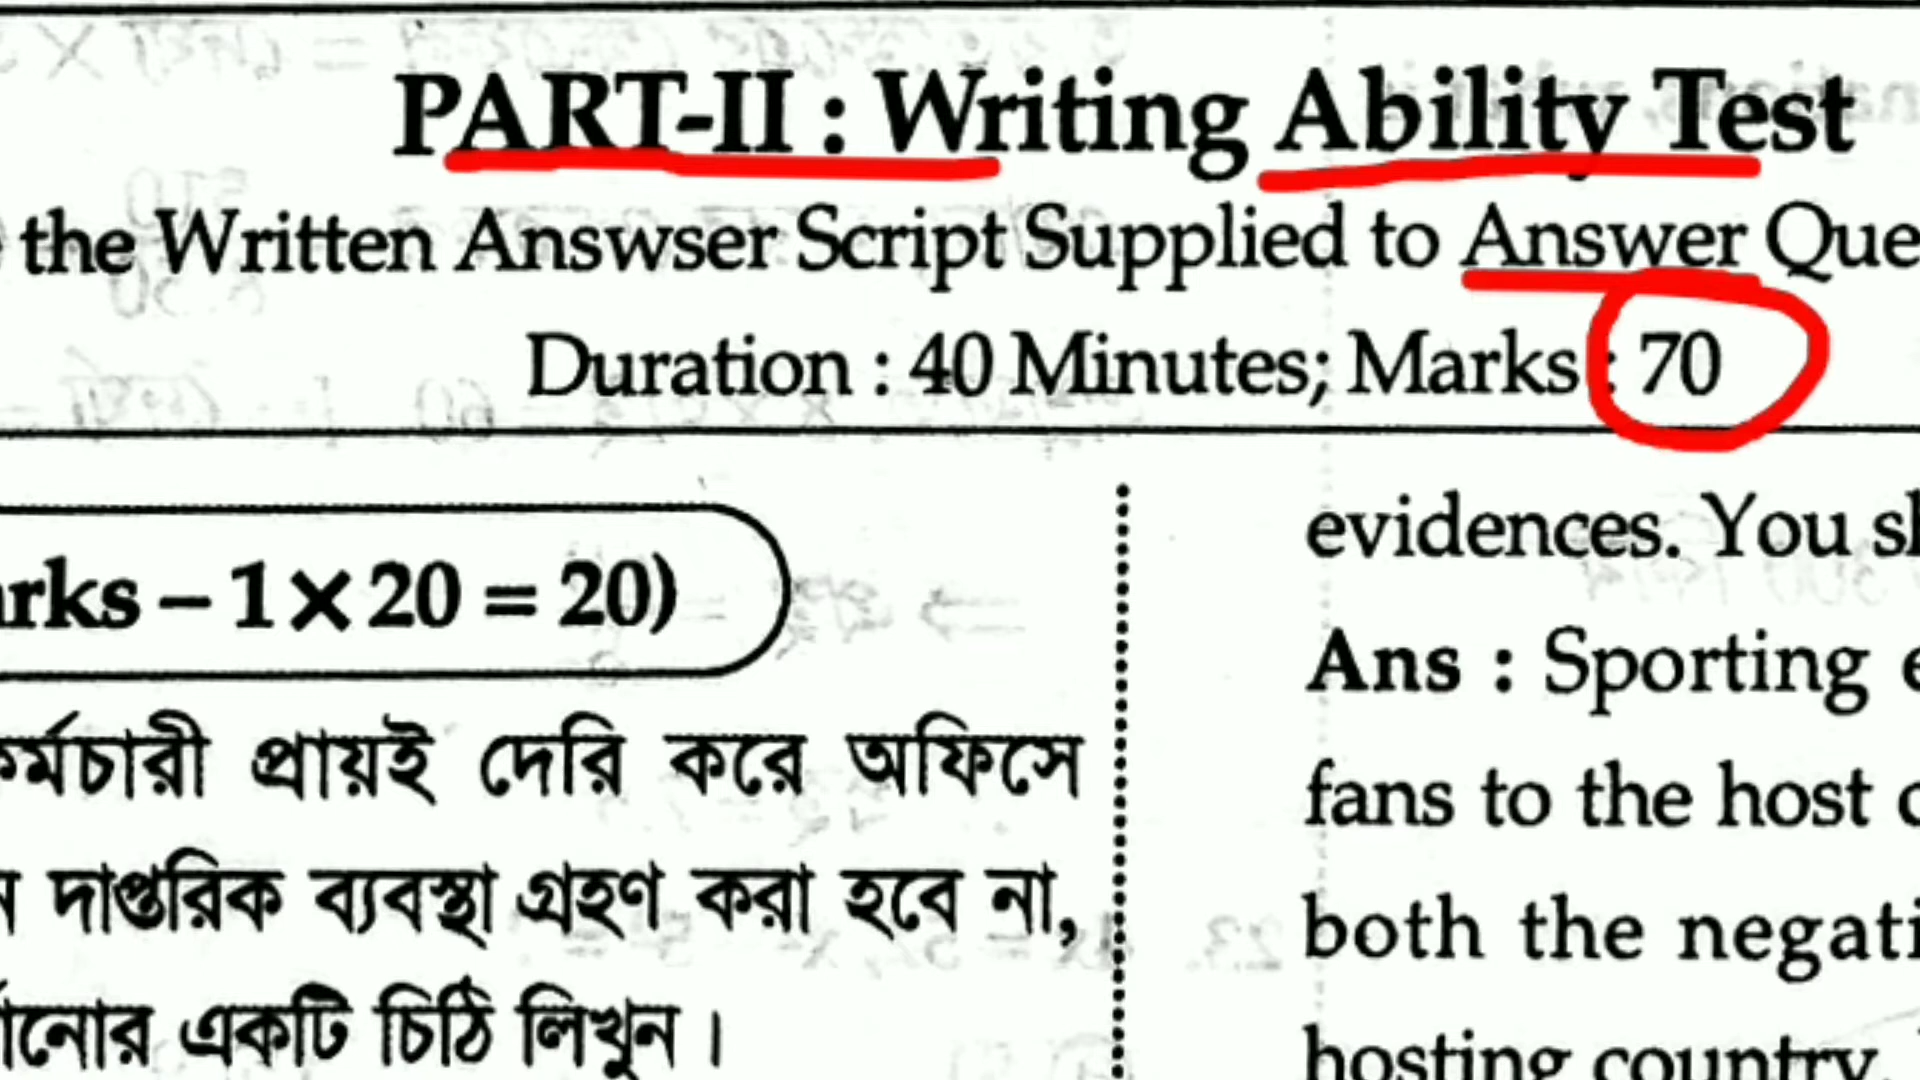 PART-II : Writing Ability Test
the Written Answser Script Supplied to Answer Que
Duration : 40 Minutes; Marks : 70
arks – 1×20 = 20)
কর্মচারী প্রায়ই দেরি করে অফিসে
দাপ্তরিক ব্যবস্থা গ্রহণ করা হবে না,
একটি চিঠি লিখুন।
evidences. You sh
Ans : Sporting e
fans to the host c
both the negati
hosting country.